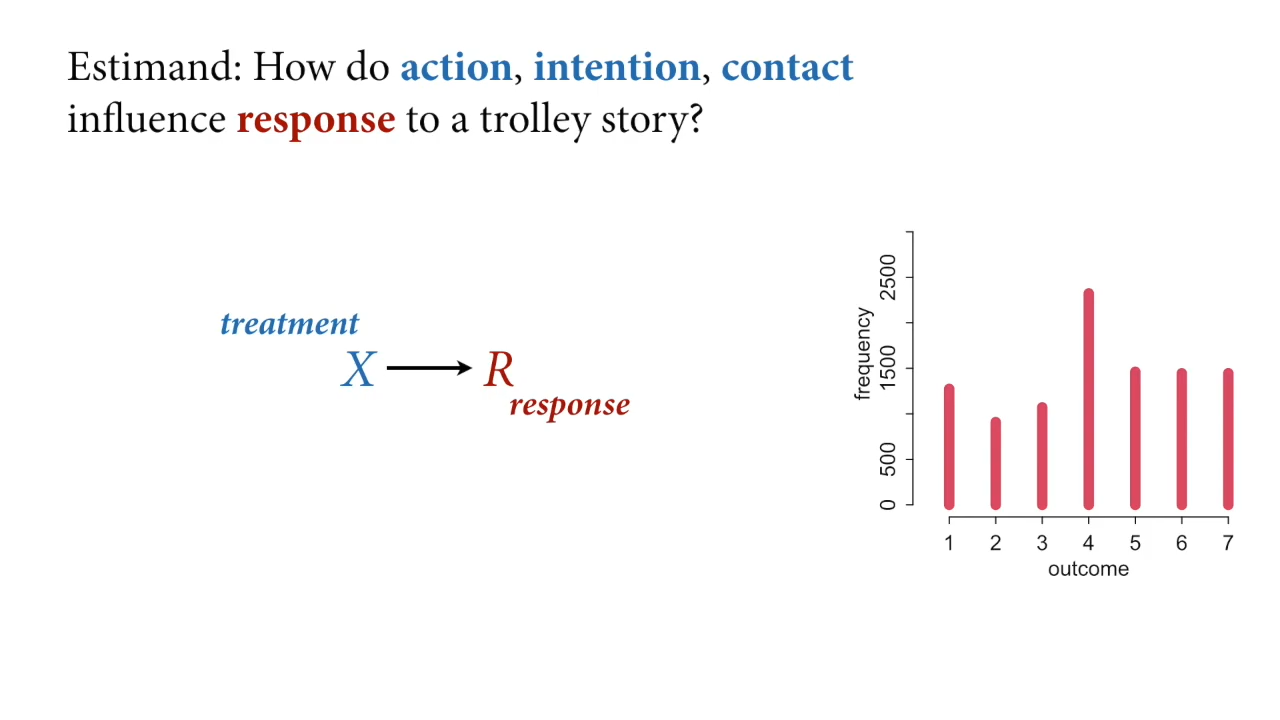 Estimand: How do action, intention, contact
influence response to a trolley story?
treatment
X
R
response
frequency
0
500
1500
2500
1 2 3 4 5 6 7
outcome